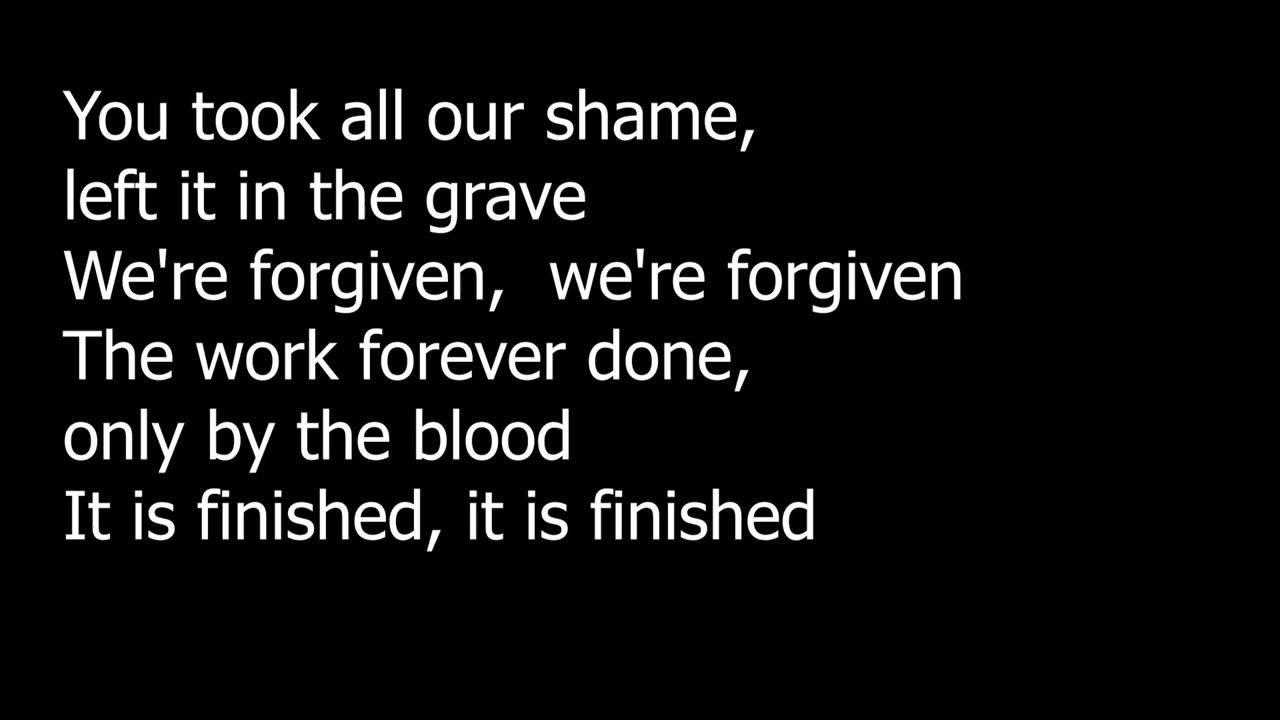 You took all our shame,
left it in the grave
We're forgiven,  we're forgiven
The work forever done,
only by the blood
It is finished, it is finished